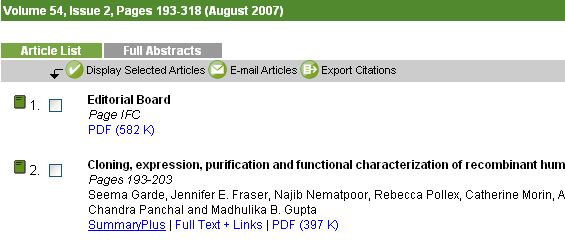 Volume 54, Issue 2, Pages 193-318 (August 2007)
Article List Full Abstracts
Display Selected Articles E-mail Articles Export Citations
1. Editorial Board
Page IFC
PDF (582 K)
2. Cloning, expression, purification and functional characterization of recombinant hum
Pages 193-203
Seema Garde, Jennifer E. Fraser, Najib Nematpoor, Rebecca Pollex, Catherine Morin, A
Chandra Panchal and Madhulika B. Gupta
SummaryPlus | Full Text + Links | PDF (397 K)